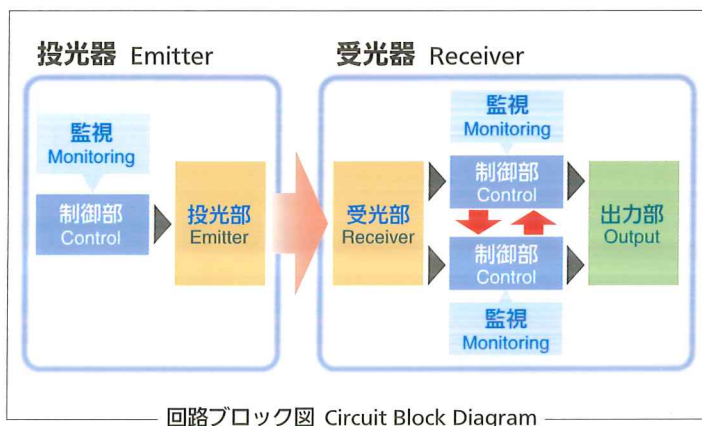 投光器 Emitter
監視
Monitoring
制御部
Control
投光部
Emitter
受光器 Receiver
受光部
Receiver
監視
Monitoring
制御部
Control
制御部
Control
監視
Monitoring
出力部
Output
回路ブロック図 Circuit Block Diagram